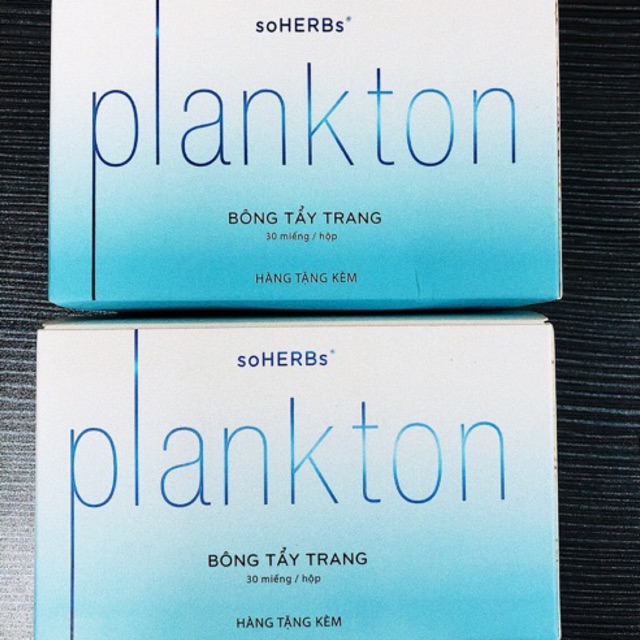 soHERBs®
plankton
BÔNG TẨY TRANG
30 miếng / hộp
HÀNG TẶNG KÈM
soHERBs®
plankton
BÔNG TẨY TRANG
30 miếng / hộp
HÀNG TẶNG KÈM